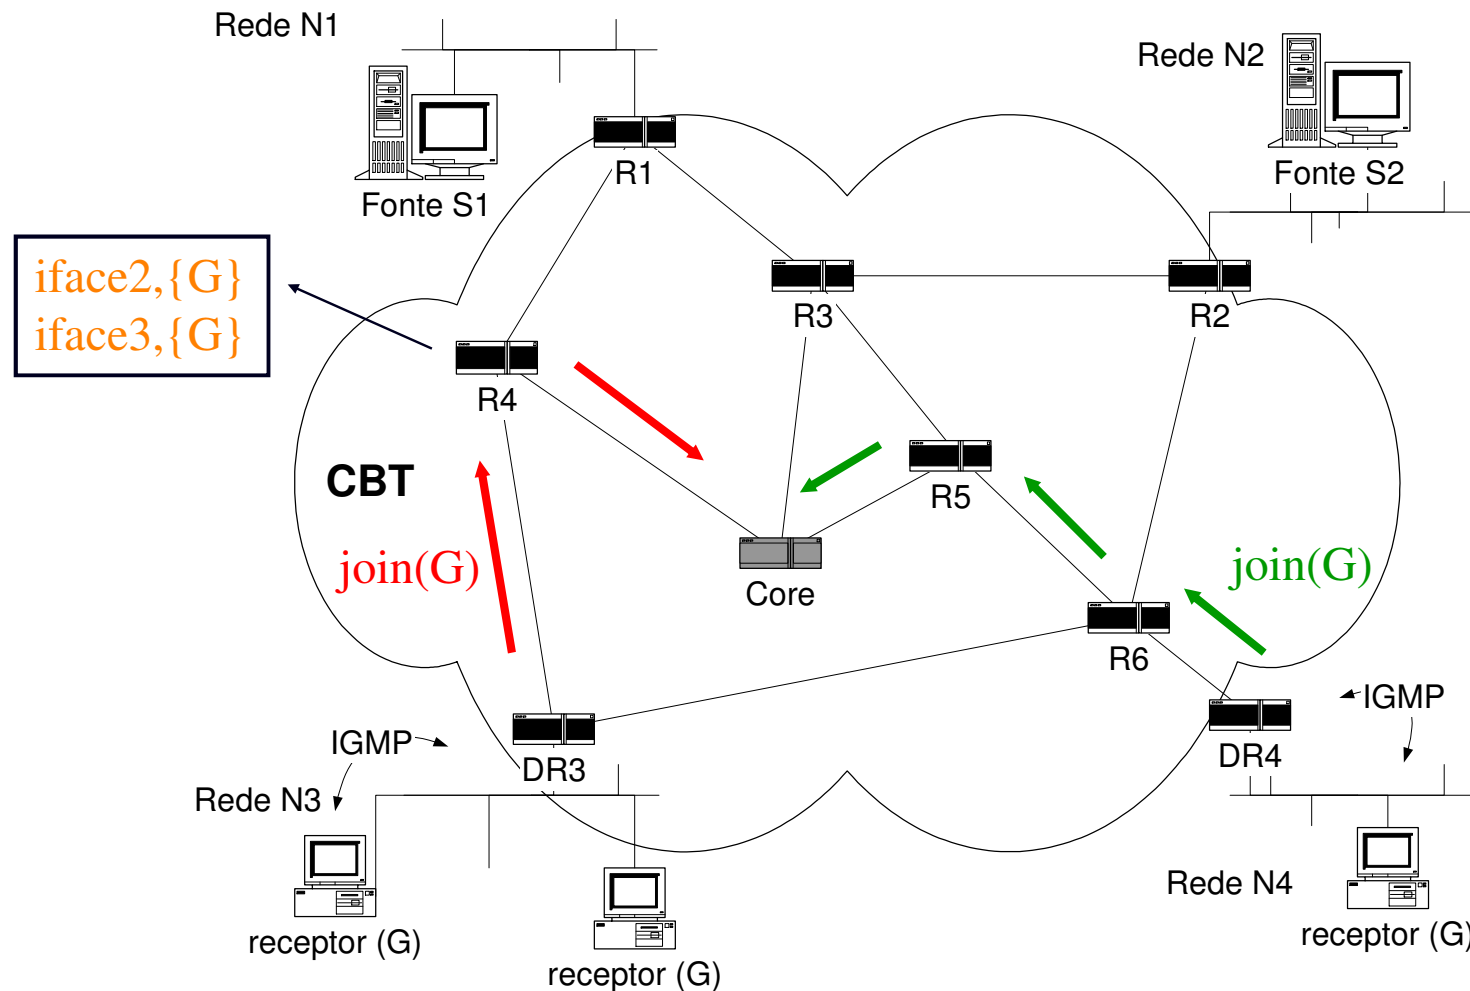 Rede N1
Rede N2
R1
Fonte S1
Fonte S2
iface2,{G}
iface3,{G}
R3
R2
R4
CBT
R5
join(G)
Core
join(G)
R6
IGMP
IGMP
DR3
DR4
Rede N3
Rede N4
receptor (G)
receptor (G)
receptor (G)